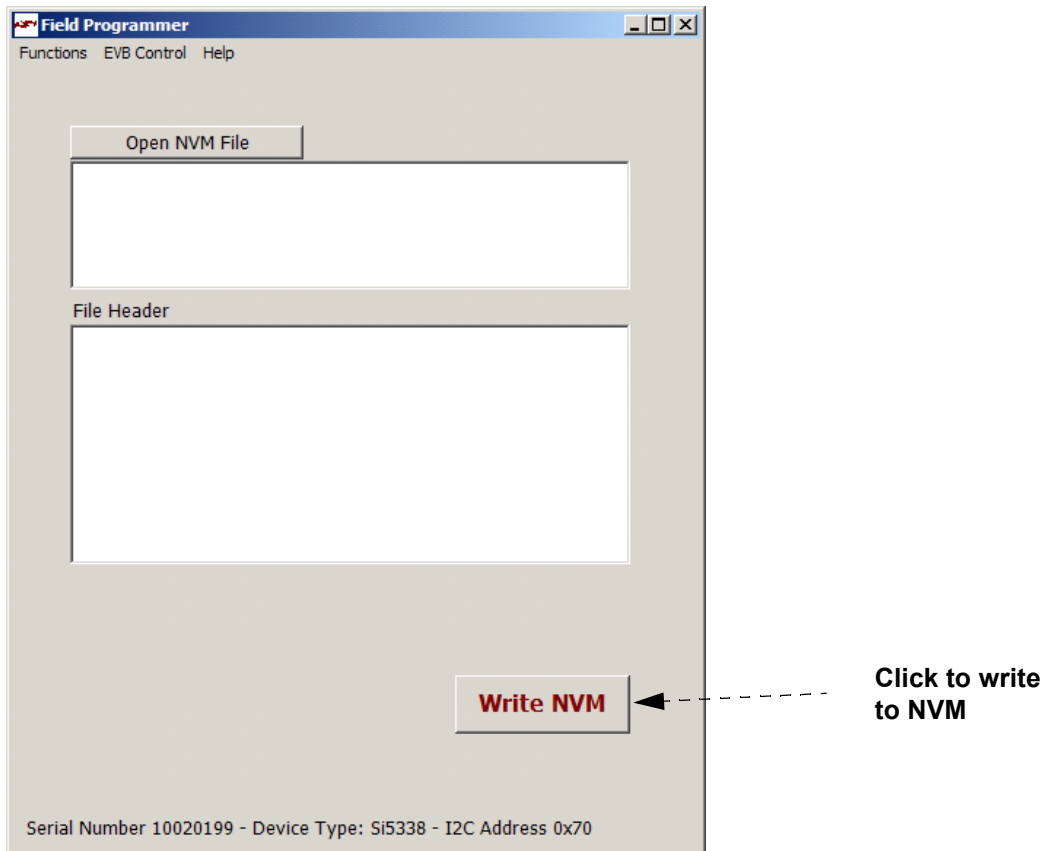 Field Programmer
Functions EVB Control Help
Open NVM File
File Header
Write NVM
Click to write
to NVM
Serial Number 10020199 - Device Type: Si5338 - I2C Address 0x70